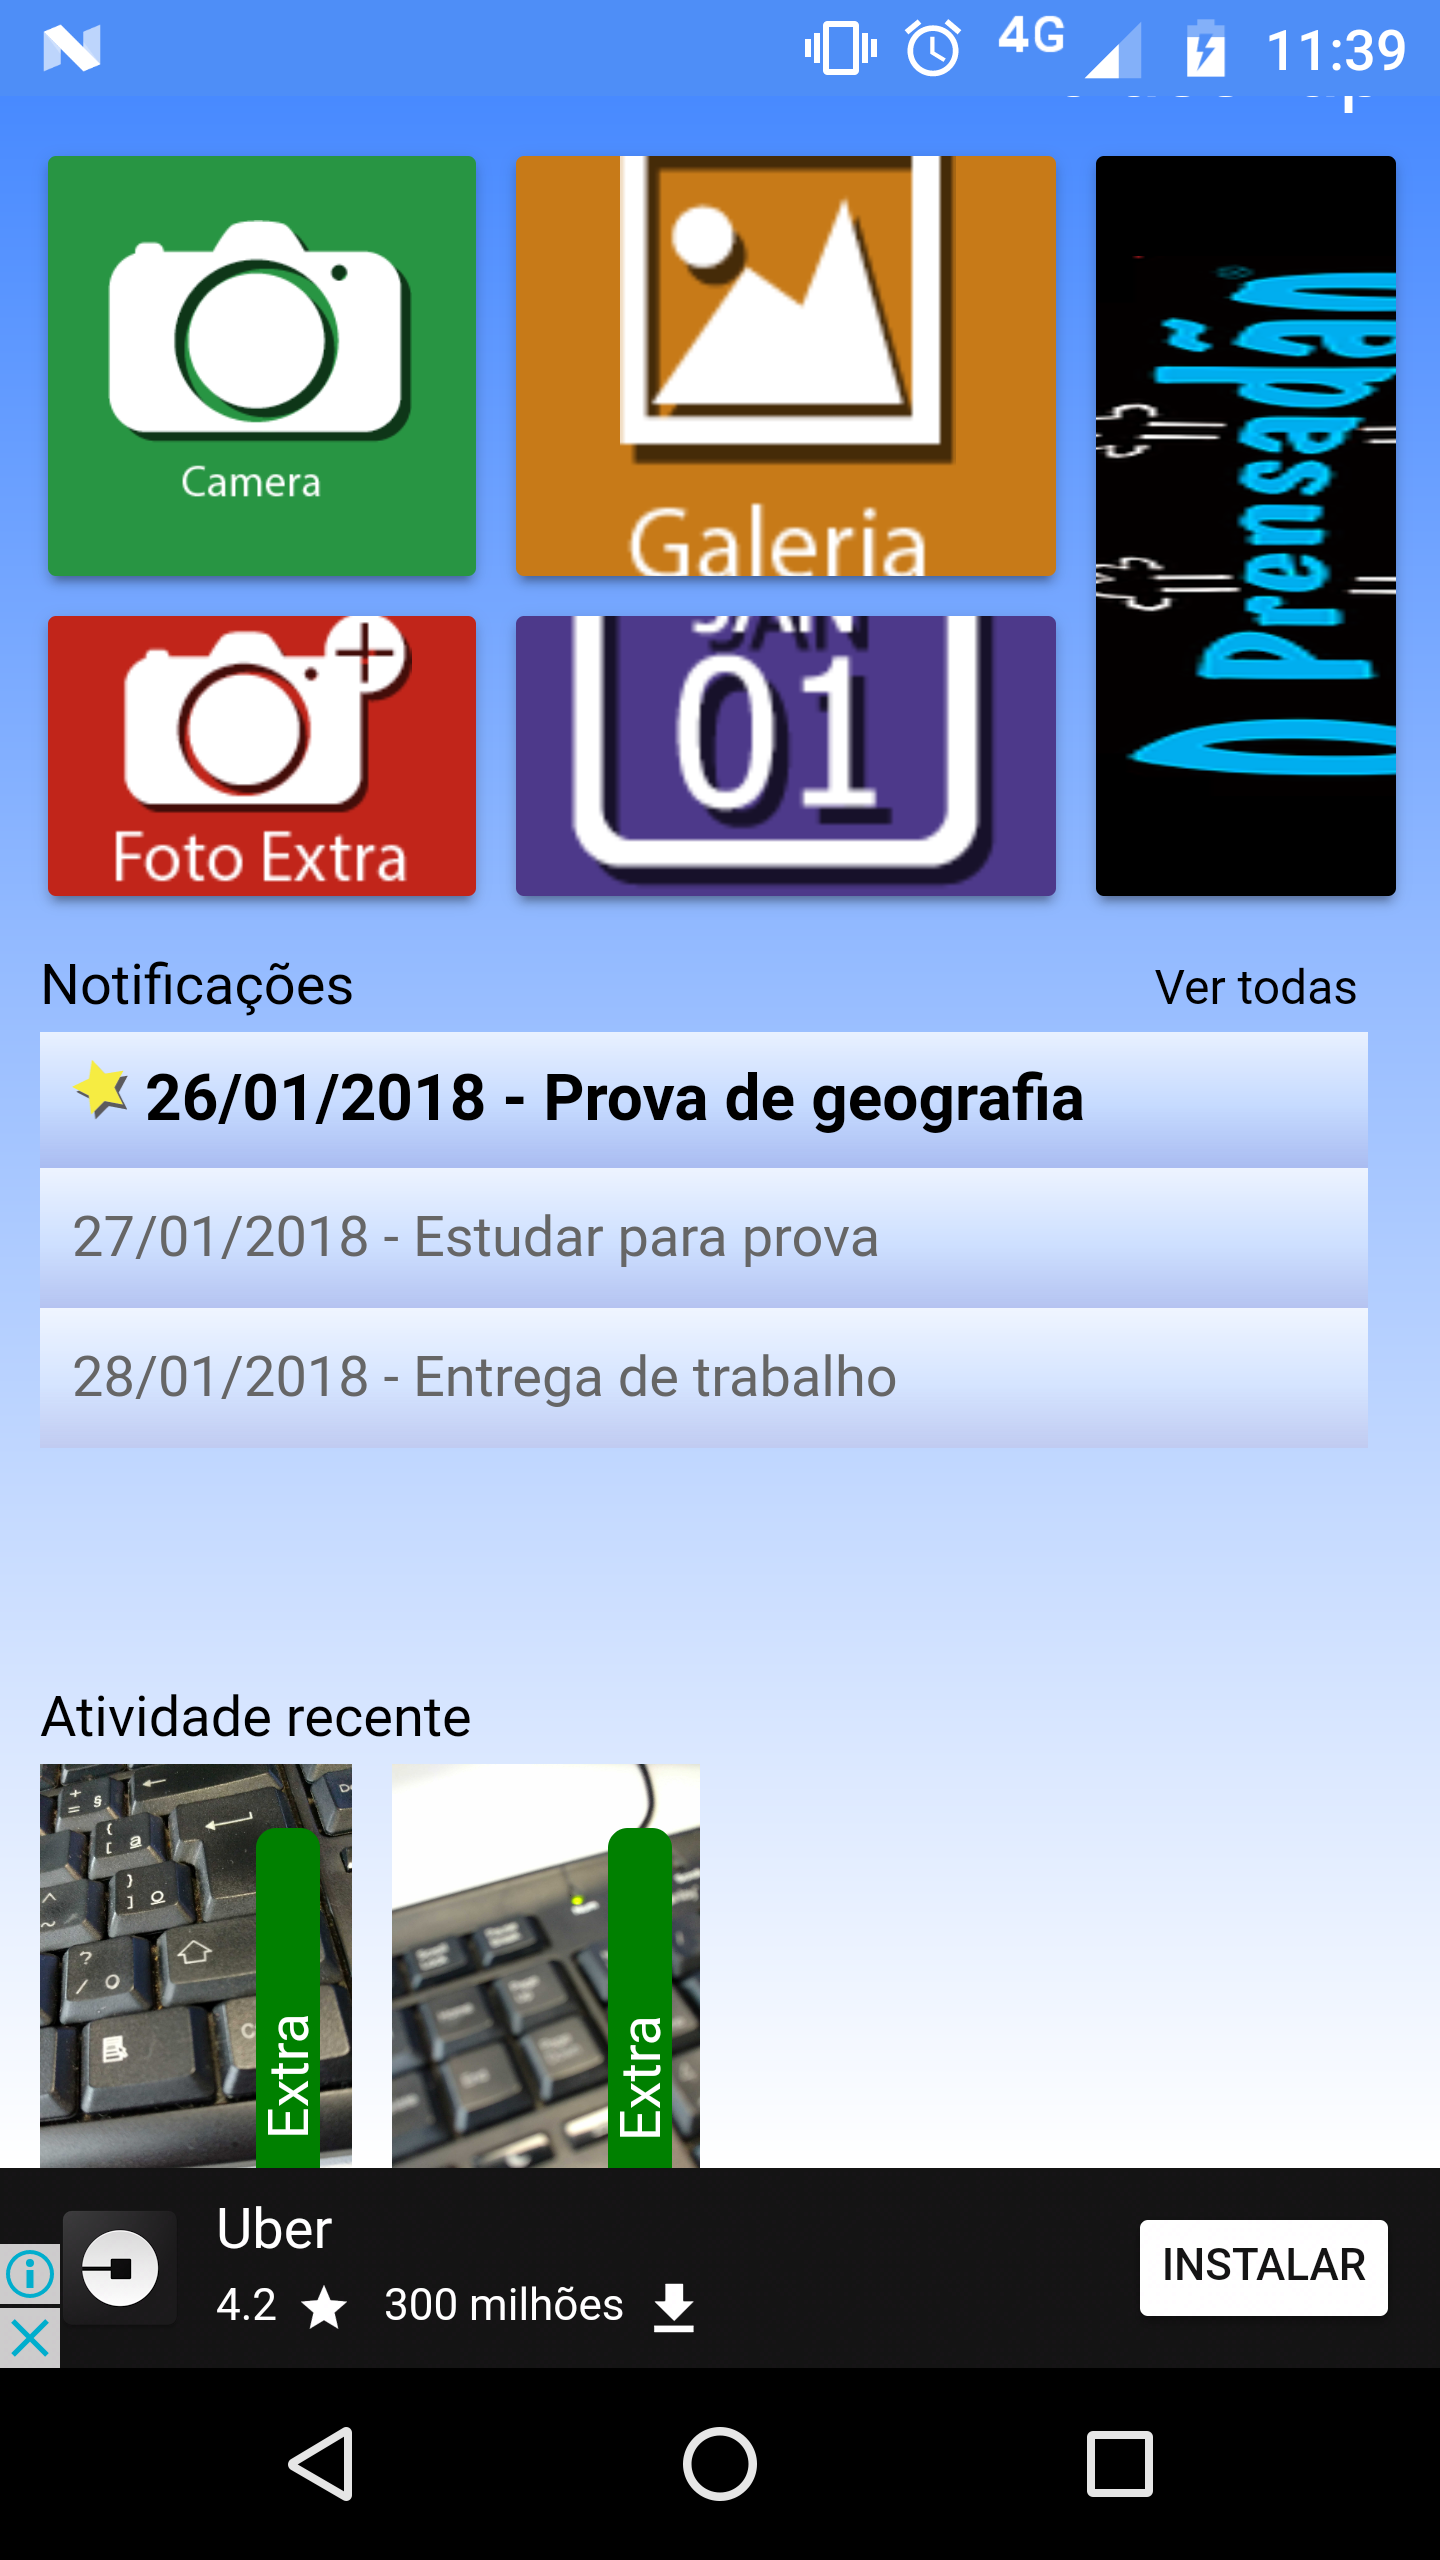 4G 11:39
Camera
Galeria
O Prensadão
Foto Extra
JAN
01
Notificações
Ver todas
26/01/2018 - Prova de geografia
27/01/2018 - Estudar para prova
28/01/2018 - Entrega de trabalho
Atividade recente
Extra
Extra
Uber
4.2 300 milhões
INSTALAR